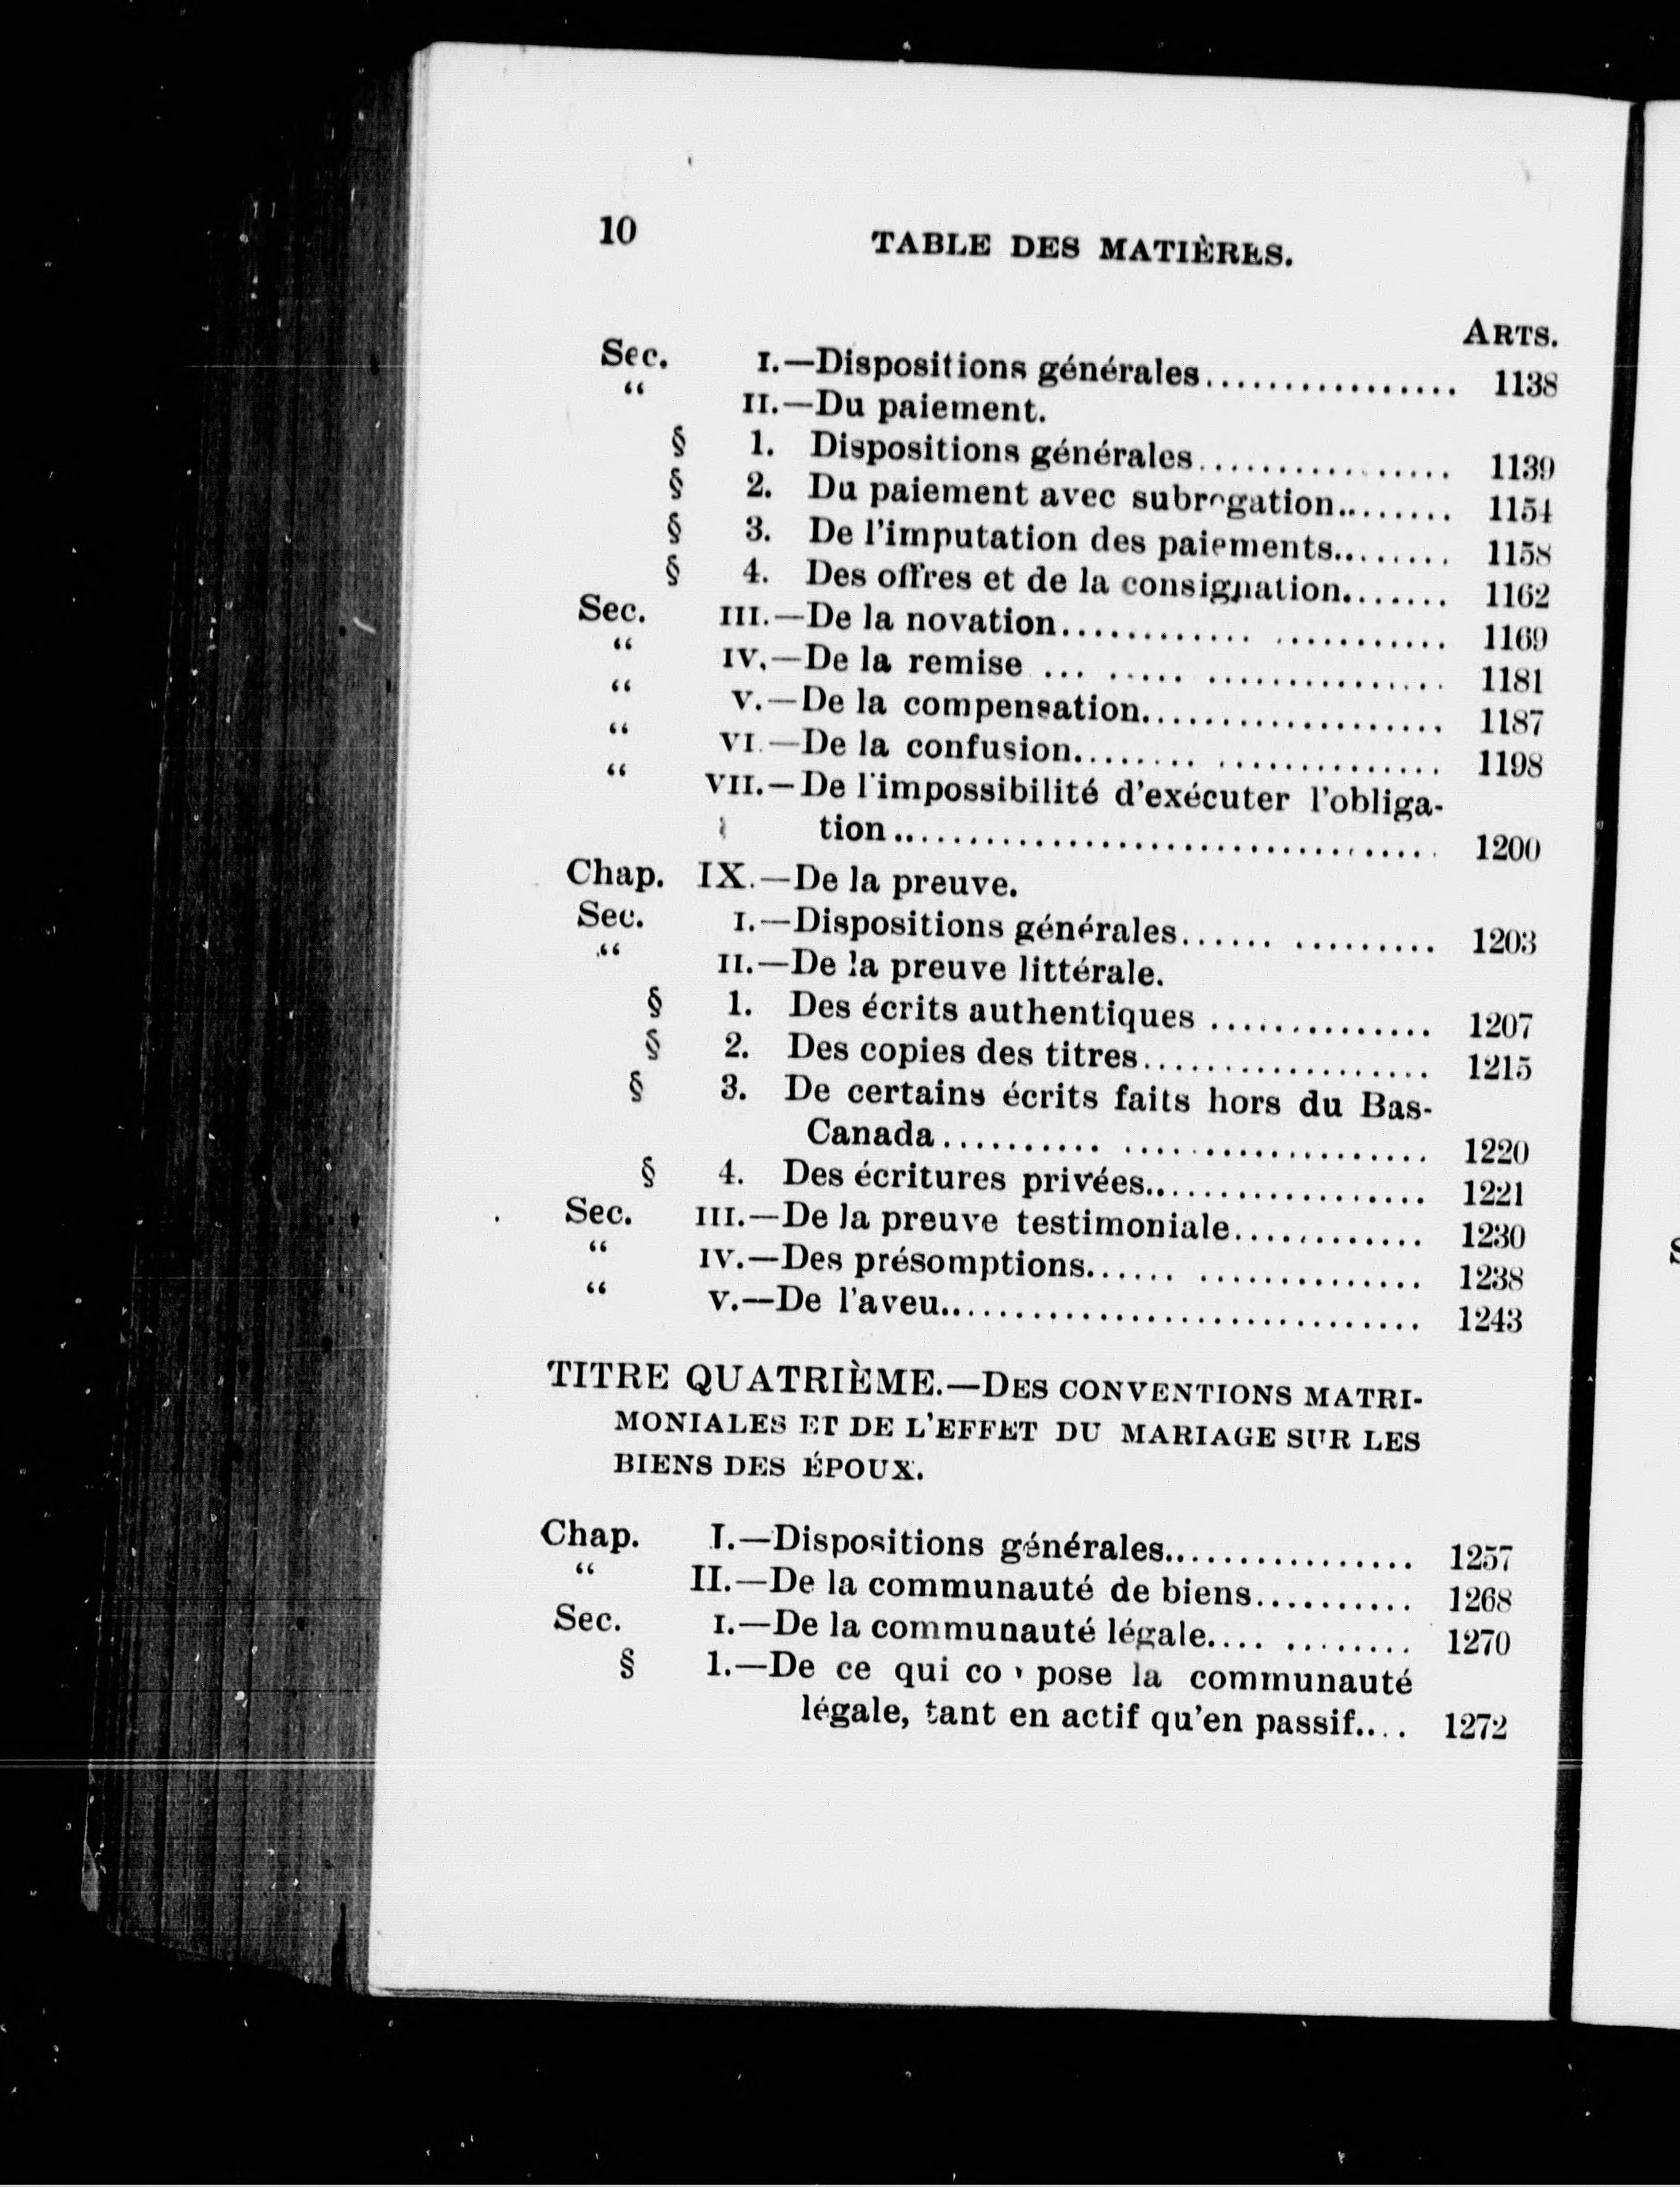 10
TABLE DES MATIÈRES.
ARTS.
Sec. I.—Dispositions générales................ 1138
“ II.—Du paiement.
§ 1. Dispositions générales................ 1139
§ 2. Du paiement avec subrogation........ 1154
§ 3. De l'imputation des paiements........ 1158
§ 4. Des offres et de la consignation....... 1162
Sec. III.—De la novation............ ........... 1169
“ IV.—De la remise ... ..... ............... 1181
“ V.—De la compensation................... 1187
“ VI.—De la confusion........ .............. 1198
“ VII.—De l'impossibilité d'exécuter l'obliga-
tion.................................. 1200
Chap. IX.—De la preuve.
Sec. I.—Dispositions générales...... ......... 1203
“ II.—De la preuve littérale.
§ 1. Des écrits authentiques .............. 1207
§ 2. Des copies des titres.................. 1215
§ 3. De certains écrits faits hors du Bas-
Canada.......... ................... 1220
§ 4. Des écritures privées.................. 1221
Sec. III.—De la preuve testimoniale............ 1230
“ IV.—Des présomptions...... .............. 1238
“ V.—De l'aveu.............................. 1243
TITRE QUATRIÈME.—DES CONVENTIONS MATRI-
MONIALES ET DE L'EFFET DU MARIAGE SUR LES
BIENS DES ÉPOUX.
Chap. I.—Dispositions générales................ 1257
“ II.—De la communauté de biens.......... 1268
Sec. I.—De la communauté légale.... ........ 1270
§ 1.—De ce qui co pose la communauté
légale, tant en actif qu'en passif.... 1272